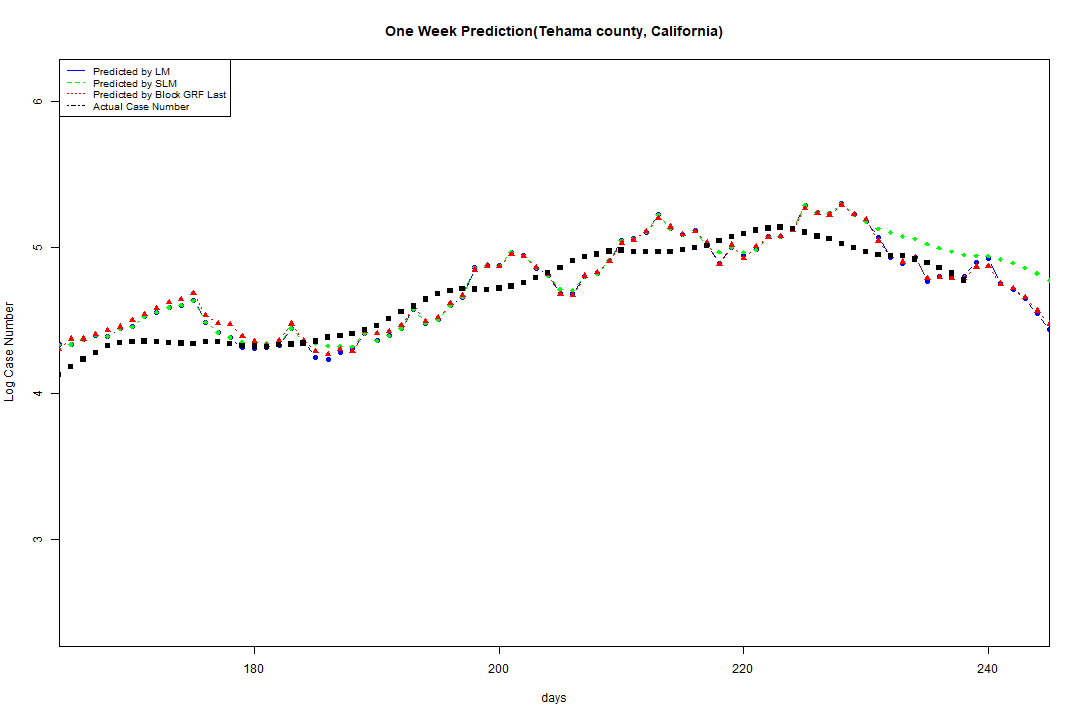 One Week Prediction(Tehama county, California)
Predicted by LM
Predicted by SLM
Predicted by Block GRF Last
Actual Case Number
6
5
4
3
Log Case Number
180 200 220 240
days